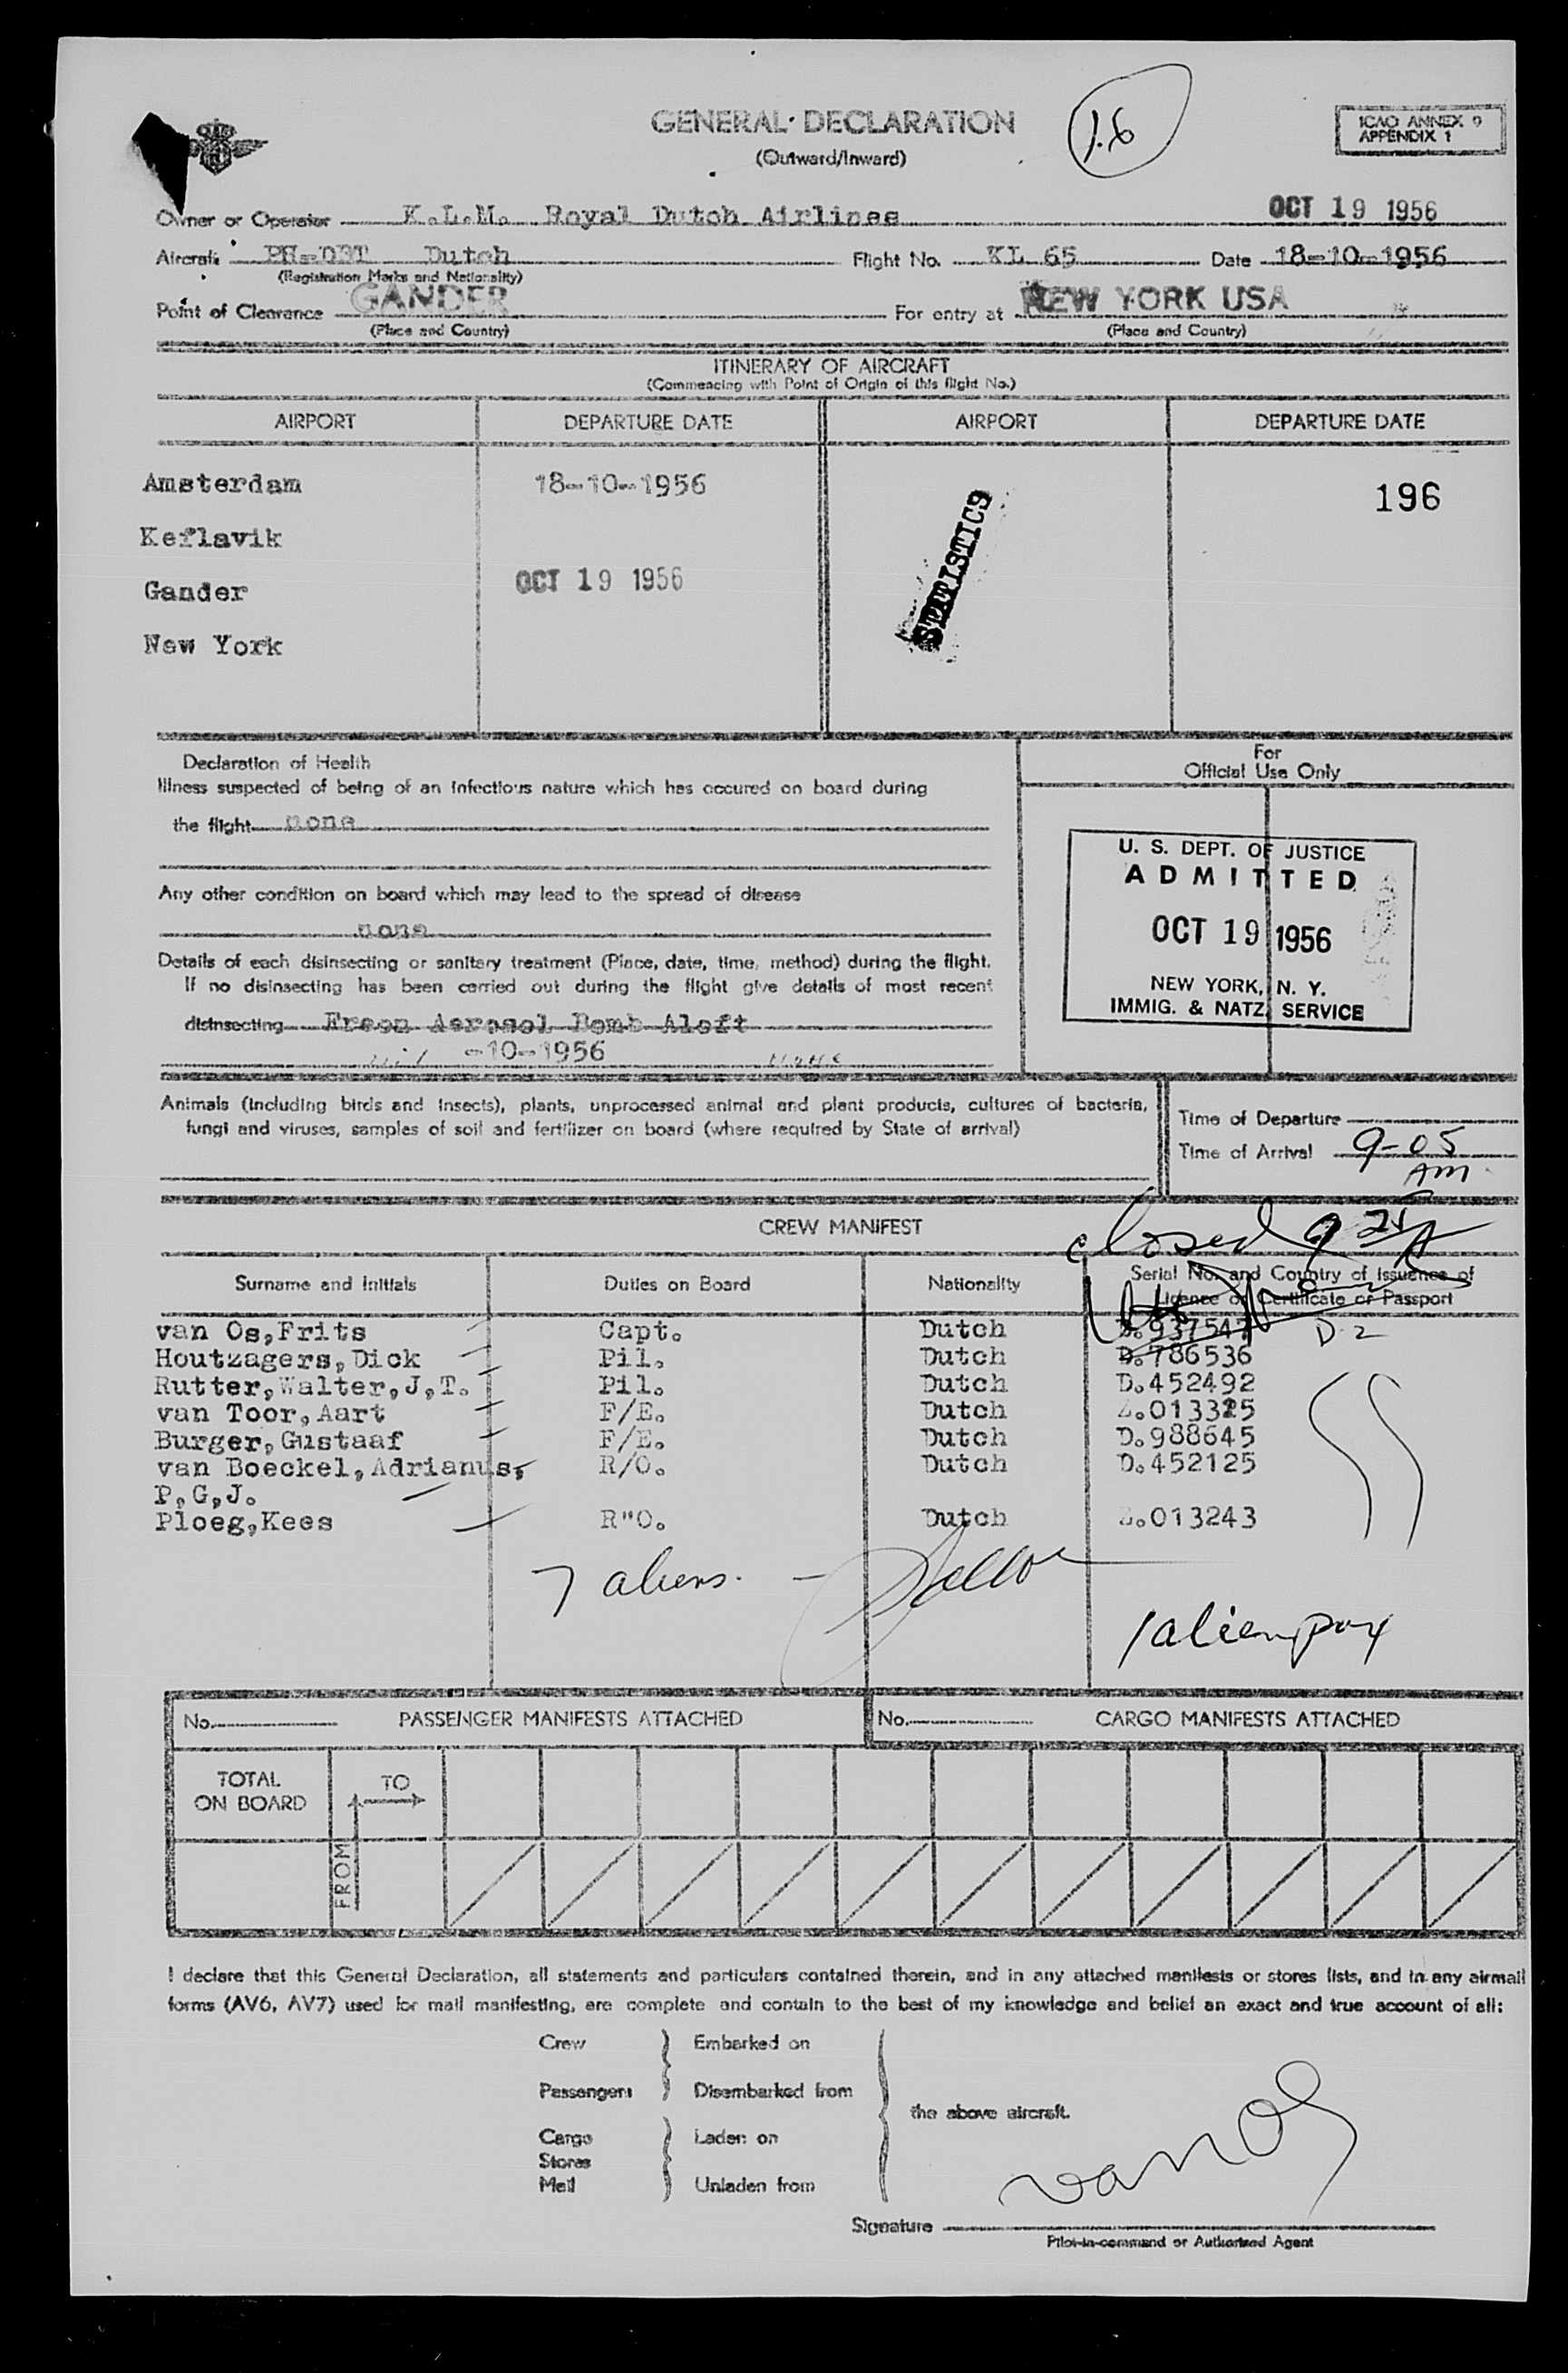 GENERAL DECLARATION
(Outward/Inward)
1.6
ICAO ANNEX 9
APPENDIX 1
Owner or Operator K.L.M. Royal Dutch Airlines
OCT 19 1956
Aircraft Dutch Flight No. KL 65 Date 18-10-1956
(Registration Marks and Nationality)
Point of Clearance GANDER For entry at NEW YORK USA
(Place and Country) (Place and Country)
ITINERARY OF AIRCRAFT
(Commencing with Point of Origin of this flight No.)
AIRPORT DEPARTURE DATE AIRPORT DEPARTURE DATE
Amsterdam 18-10-1956
196
Keflavik
STATISTICS
Gander OCT 19 1956
New York
Declaration of Health
Illness suspected of being of an infectious nature which has occured on board during
the flight none
Any other condition on board which may lead to the spread of disease
none
Details of each disinsecting or sanitary treatment (Place, date, time, method) during the flight.
If no disinsecting has been carried out during the flight give details of most recent
disinsecting Freon Aerosol Bomb Aloft
-10-1956
For
Official Use Only
U. S. DEPT. OF JUSTICE
ADMITTED
OCT 19 1956
NEW YORK, N. Y.
IMMIG. & NATZ. SERVICE
Animals (including birds and insects), plants, unprocessed animal and plant products, cultures of bacteria,
fungi and viruses, samples of soil and fertilizer on board (where required by State of arrival)
Time of Departure
Time of Arrival 9-05
AM
closed 9 25 A
CREW MANIFEST
Surname and Initials Duties on Board Nationality Serial No. and Country of Issuence of
Licence or Certificate or Passport
van Os,Frits Capt. Dutch D.937547 D-2
Houtzagers,Dick Pil. Dutch D.786536
Rutter,Walter,J,T. Pil. Dutch D.452492
van Toor,Aart F/E. Dutch 013325
Burger,Gustaaf F/E. Dutch D.988645
van Boeckel,Adrianus, R/O. Dutch D.452125
P,G,J.
Ploeg,Kees R"O. Dutch 013243
7 aliens. -
1 alien pax
No. PASSENGER MANIFESTS ATTACHED No. CARGO MANIFESTS ATTACHED
TOTAL
ON BOARD
TO
FROM
I declare that this General Declaration, all statements and particulars contained therein, and in any attached manifests or stores lists, and in any airmail
forms (AV6, AV7) used for mail manifesting, are complete and contain to the best of my knowledge and belief an exact and true account of all:
Crew Embarked on
Passengers Disembarked from
the above aircraft.
Cargo Laden on
Stores
Mail Unladen from
van Os
Signature
Pilot-in-command or Authorized Agent